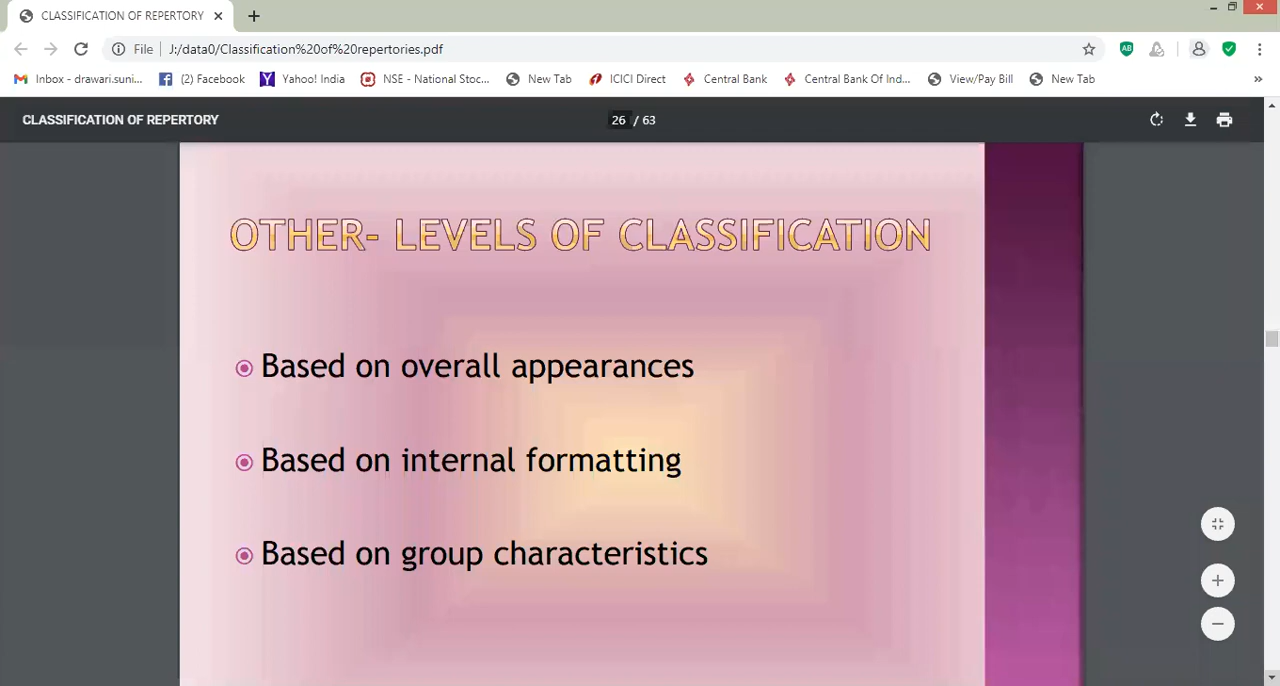 CLASSIFICATION OF REPERTORY
File J:/data0/Classification%20of%20repertories.pdf
AB
Inbox - drawari.suni... (2) Facebook Yahoo! India NSE - National Stoc... New Tab ICICI Direct Central Bank Central Bank Of Ind... View/Pay Bill New Tab »
CLASSIFICATION OF REPERTORY 26 / 63
OTHER- LEVELS OF CLASSIFICATION
Based on overall appearances
Based on internal formatting
Based on group characteristics